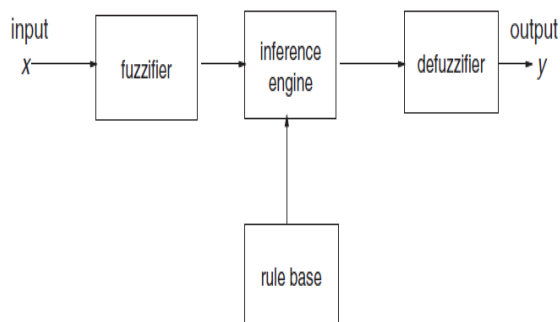 input
x
fuzzifier
inference
engine
defuzzifier
output
y
rule base